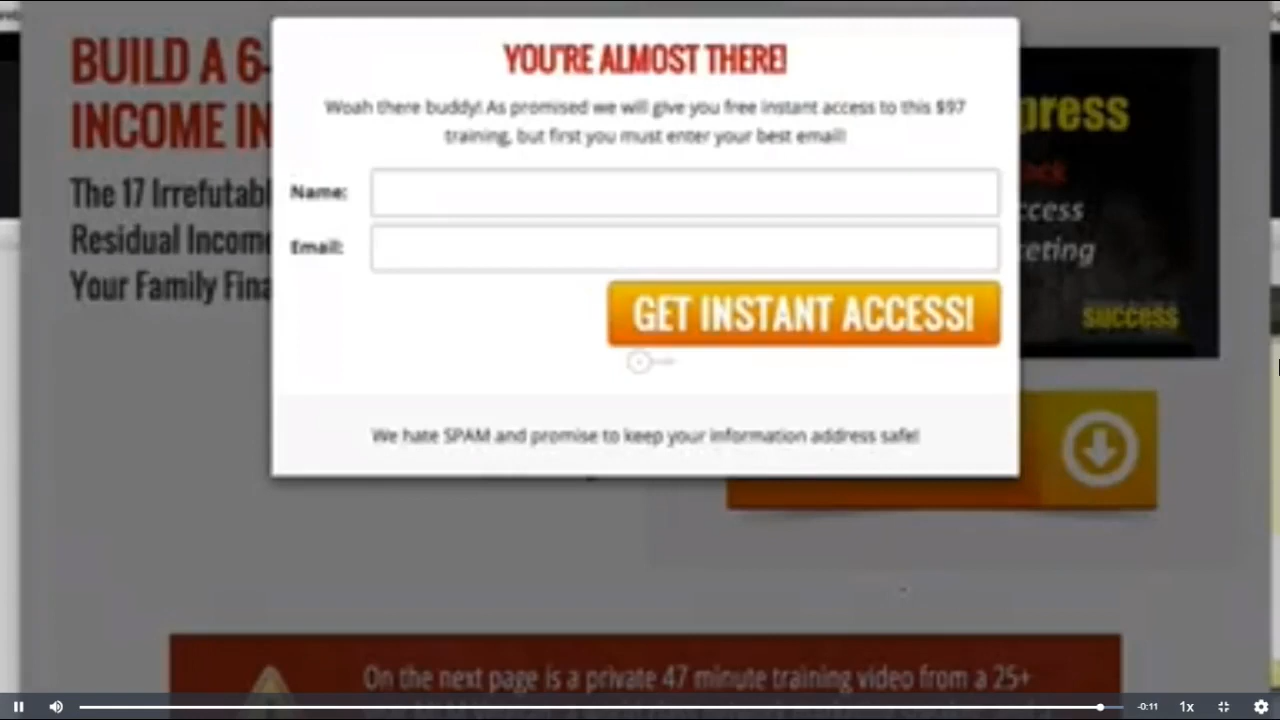 YOU'RE ALMOST THERE!
Woah there buddy! As promised we will give you free instant access to this $97
training, but first you must enter your best email!
Name:
Email:
GET INSTANT ACCESS!
We hate SPAM and promise to keep your information address safe!
BUILD A 6-
INCOME IN
The 17 Irrefutabl
Residual Income
Your Family Fina
press
ack
ccess
eting
success
On the next page is a private 47 minute training video from a 25+
-0:11
1x